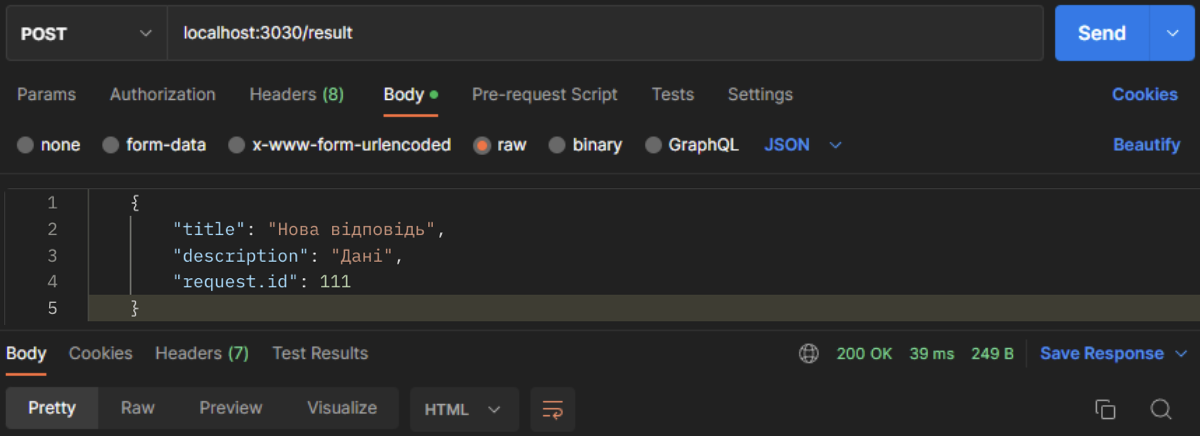 POST localhost:3030/result Send
Params Authorization Headers (8) Body Pre-request Script Tests Settings Cookies
none form-data x-www-form-urlencoded raw binary GraphQL JSON Beautify
1 {
2 "title": "Нова відповідь",
3 "description": "Дані",
4 "request.id": 111
5 }
Body Cookies Headers (7) Test Results 200 OK 39 ms 249 B Save Response
Pretty Raw Preview Visualize HTML